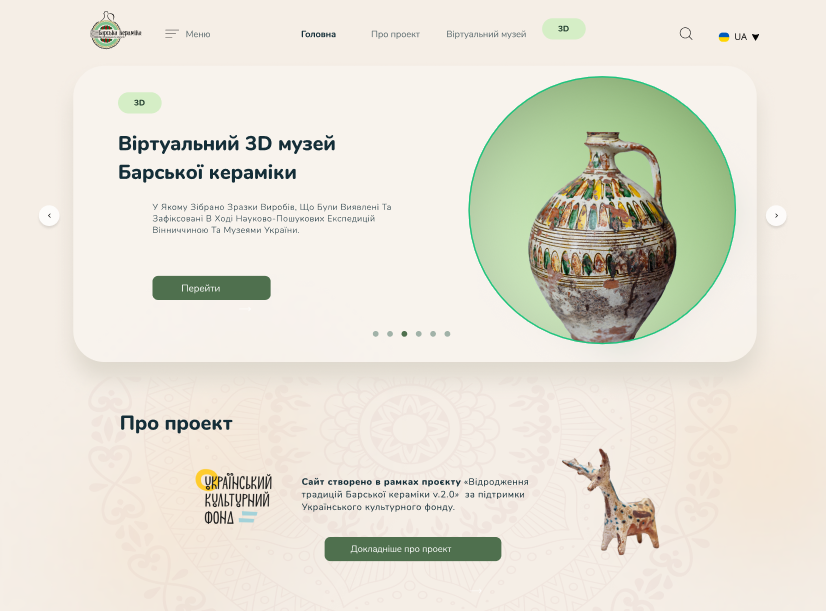 Барська кераміка
Меню
Головна
Про проект
Віртуальний музей
3D
UA
3D
Віртуальний 3D музей
Барської кераміки
У Якому Зібрано Зразки Виробів, Що Були Виявлені Та
Зафіксовані В Ході Науково-Пошукових Експедицій
Вінниччиною Та Музеями України.
Перейти
Про проект
УКРАЇНСЬКИЙ
КУЛЬТУРНИЙ
ФОНД
Сайт створено в рамках проєкту «Відродження
традицій Барської кераміки v.2.0» за підтримки
Українського культурного фонду.
Докладніше про проект